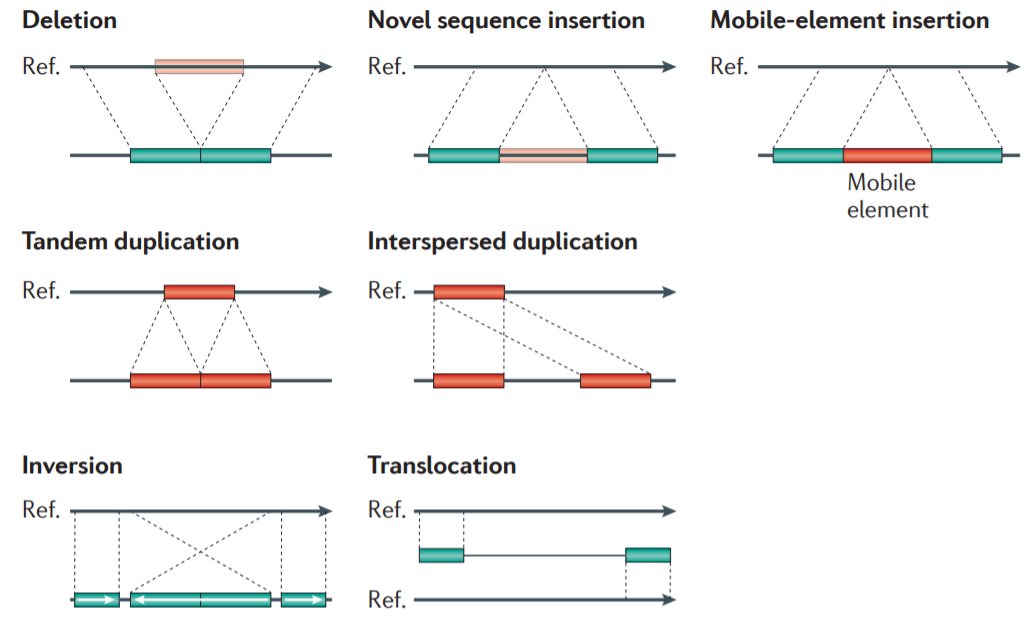 Deletion
Novel sequence insertion
Mobile-element insertion
Ref.
Ref.
Ref.
Mobile
element
Tandem duplication
Interspersed duplication
Ref.
Ref.
Inversion
Translocation
Ref.
Ref.
Ref.